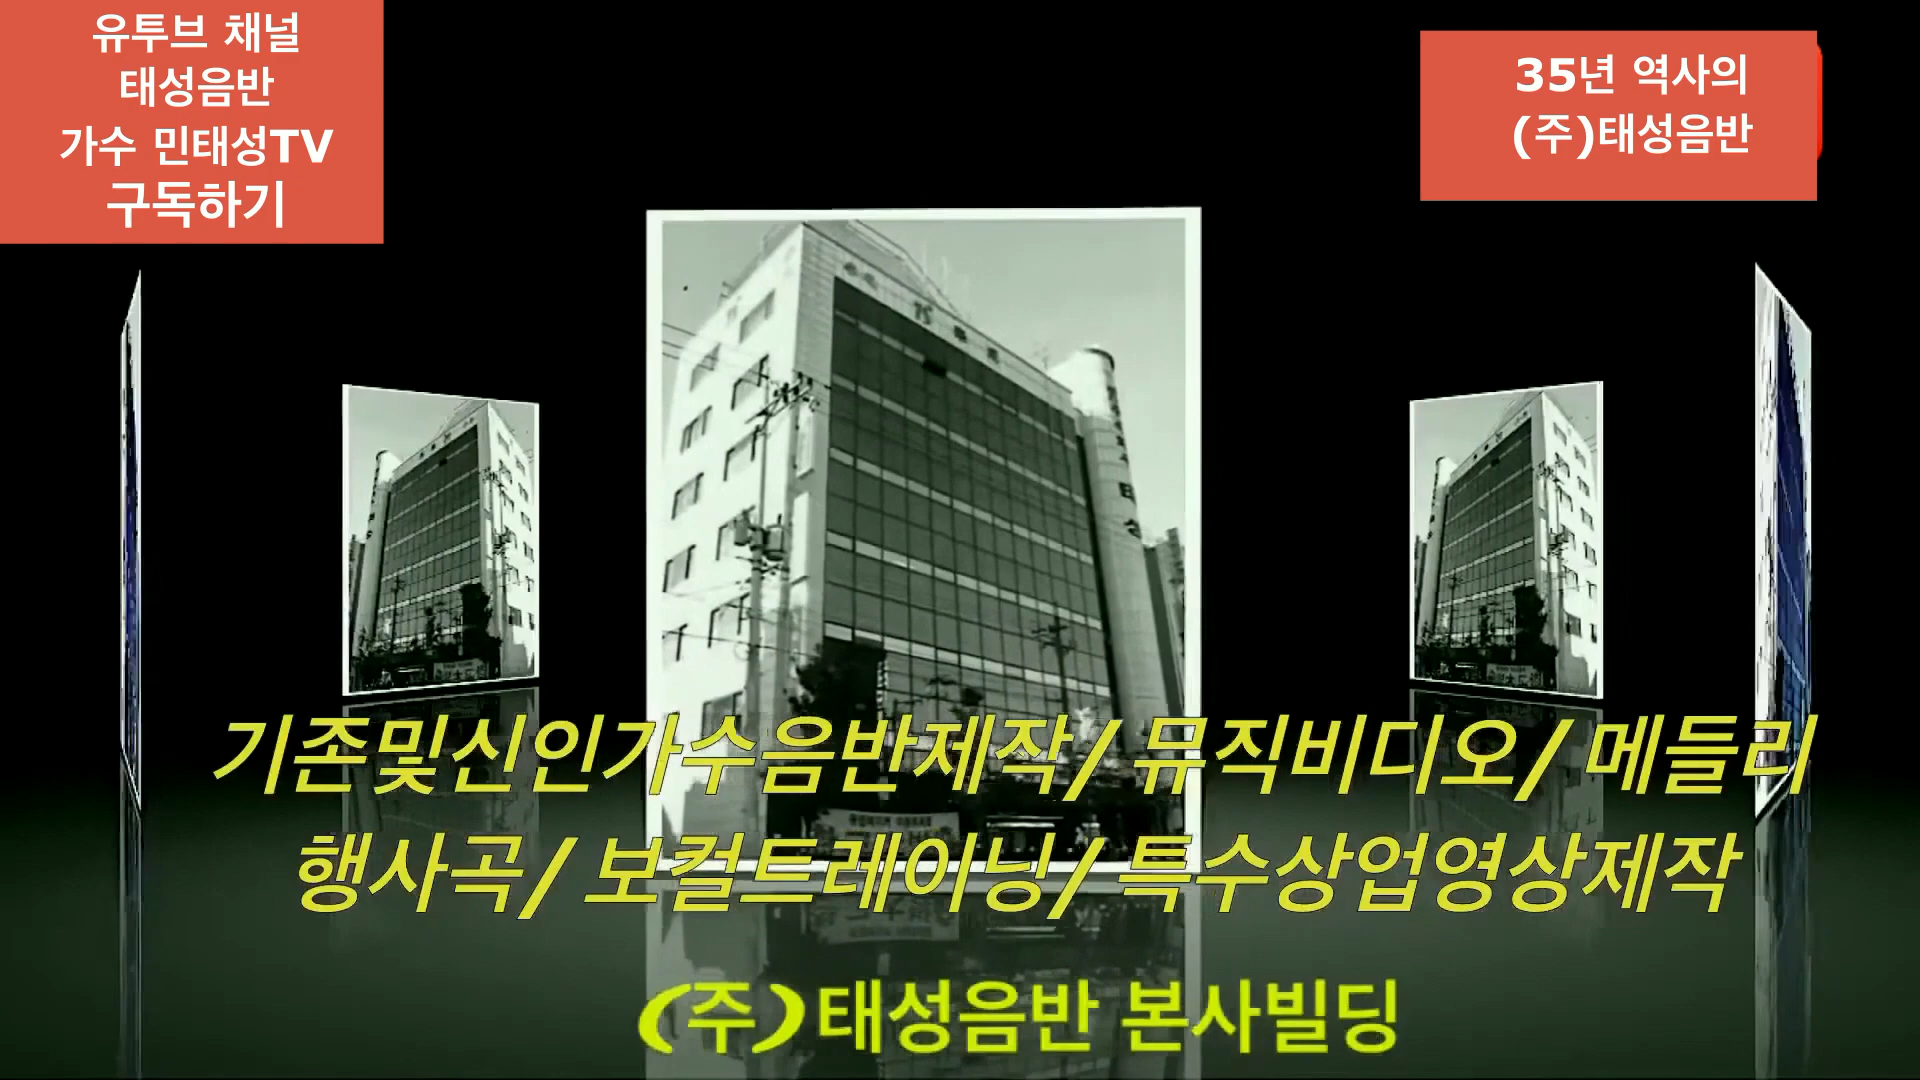 유투브 채널
태성음반
가수 민태성TV
구독하기
35년 역사의
(주)태성음반
기존및신인가수음반제작/ 뮤직비디오/ 메들리
행사곡/ 보컬트레이닝/ 특수상업영상제작
(주)태성음반 본사빌딩